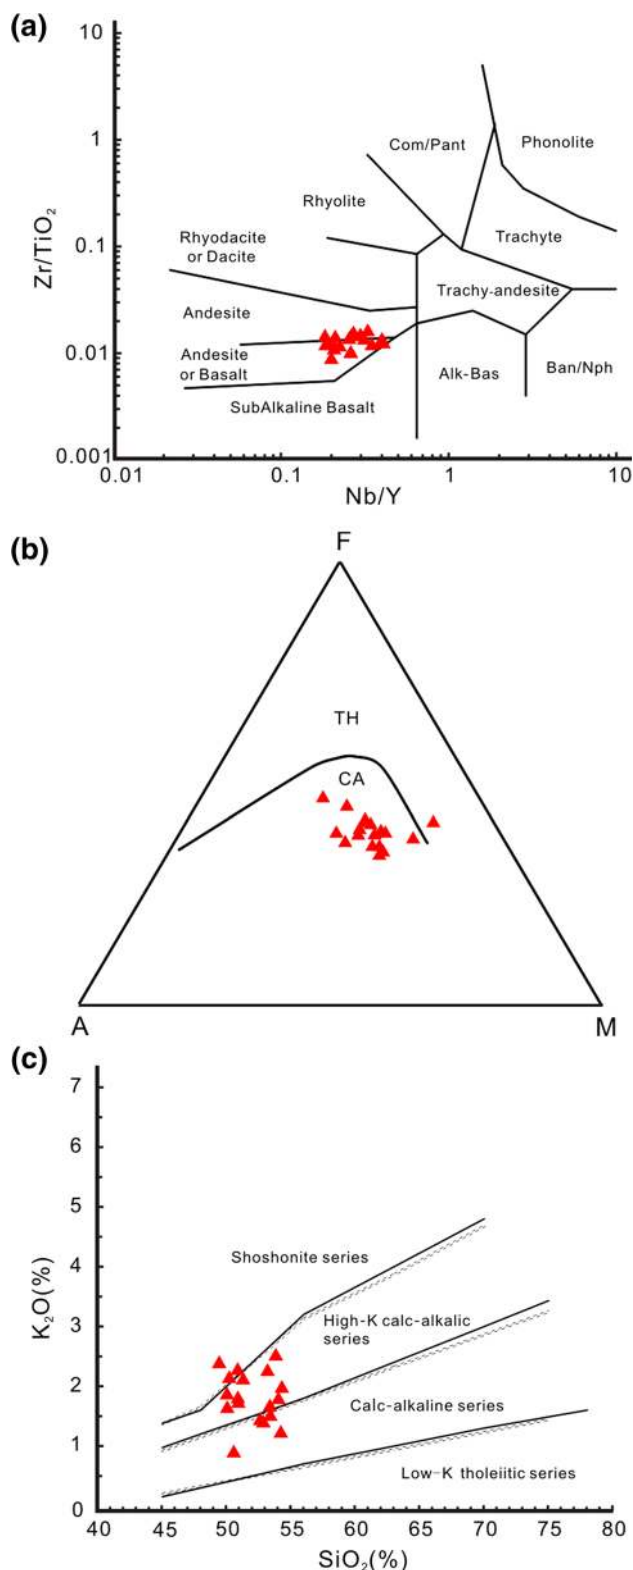 (a)
10
1
0.1
0.01
0.001
Zr/TiO2
Com/Pant
Phonolite
Rhyolite
Trachyte
Rhyodacite
or Dacite
Trachy-andesite
Andesite
Andesite
or Basalt
Alk-Bas
Ban/Nph
SubAlkaline Basalt
0.01
0.1
1
10
Nb/Y
(b)
F
TH
CA
A
M
(c)
7
6
5
4
3
2
1
0
K2O(%)
Shoshonite series
High-K calc-alkalic
series
Calc-alkaline series
Low-K tholeiitic series
40
45
50
55
60
65
70
75
80
SiO2(%)